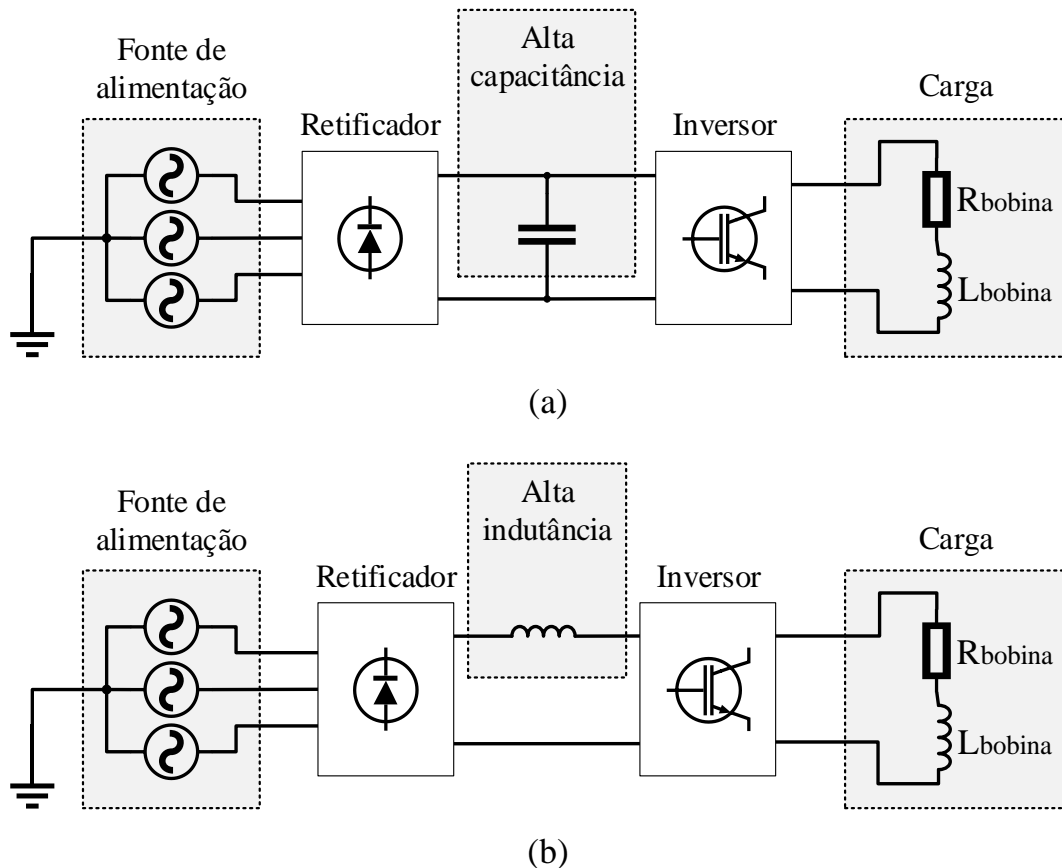 Fonte de
alimentação
Retificador
Alta
capacitância
Inversor
Carga
Rbobina
Lbobina
(a)
Fonte de
alimentação
Retificador
Alta
indutância
Inversor
Carga
Rbobina
Lbobina
(b)